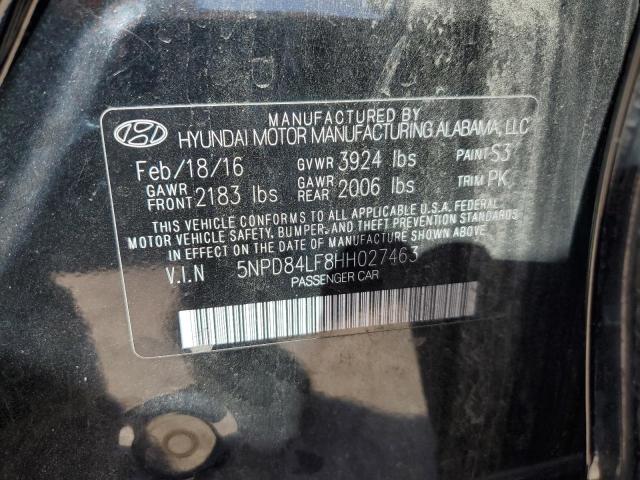 MANUFACTURED BY
HYUNDAI MOTOR MANUFACTURING ALABAMA, LLC
Feb/18/16 GVWR 3924 lbs PAINT S3
GAWR FRONT 2183 lbs GAWR REAR 2006 lbs TRIM PK
THIS VEHICLE CONFORMS TO ALL APPLICABLE U.S.A. FEDERAL
MOTOR VEHICLE SAFETY, BUMPER, AND THEFT PREVENTION STANDARDS
IN EFFECT ON THE DATE OF MANUFACTURE SHOWN ABOVE.
V.I.N 5NPD84LF8HH027463
PASSENGER CAR